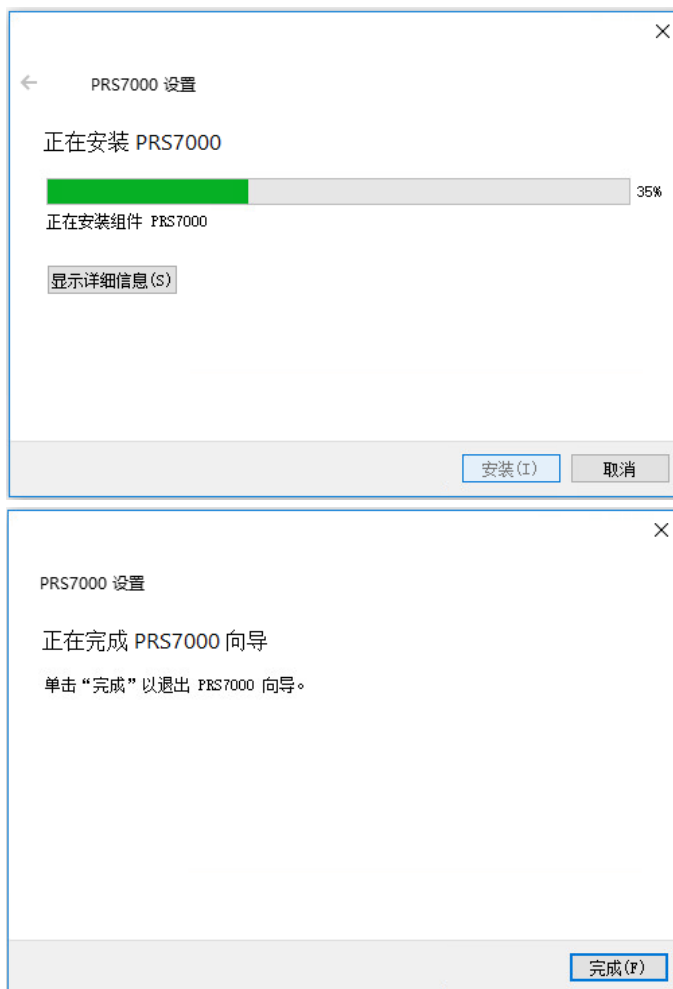 PRS7000 设置
正在安装 PRS7000
35%
正在安装组件 PRS7000
显示详细信息(S)
安装(I) 取消
PRS7000 设置
正在完成 PRS7000 向导
单击“完成”以退出 PRS7000 向导。
完成(F)